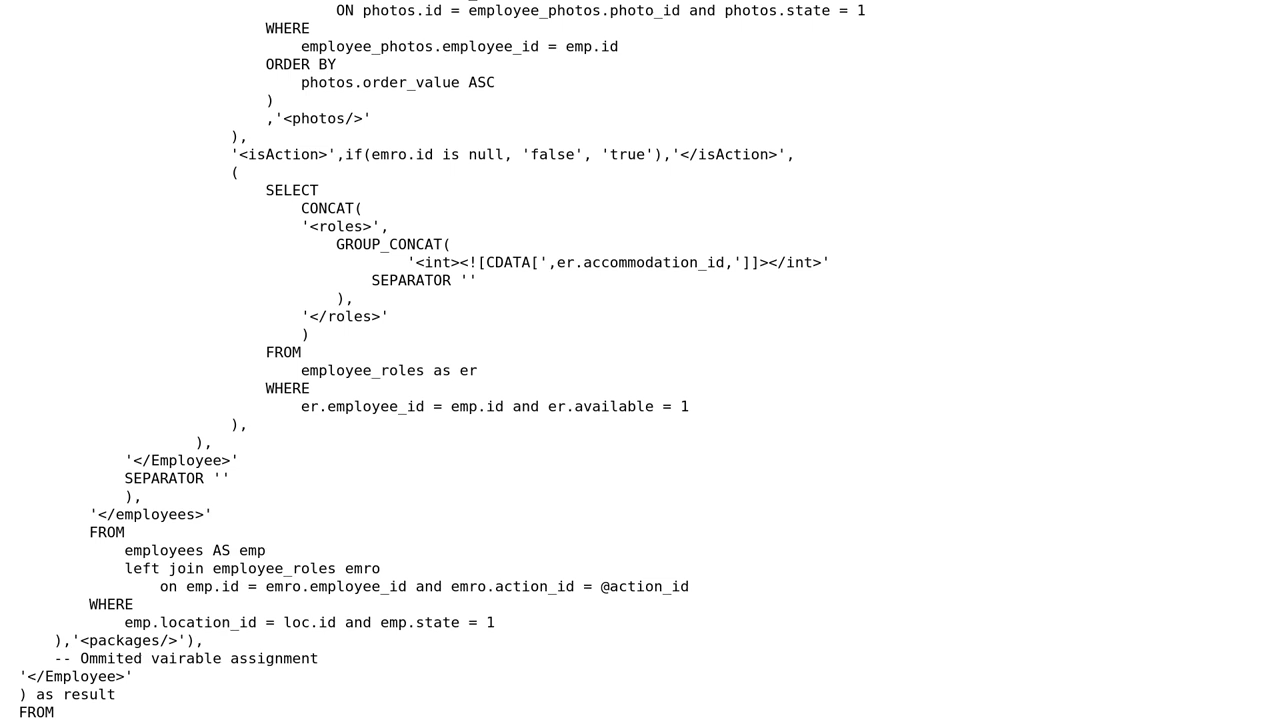 ON photos.id = employee_photos.photo_id and photos.state = 1
WHERE
employee_photos.employee_id = emp.id
ORDER BY
photos.order_value ASC
)
,'<photos/>'
),
'<isAction>',if(emro.id is null, 'false', 'true'),'</isAction>',
(
SELECT
CONCAT(
'<roles>',
GROUP_CONCAT(
'<int><![CDATA[',er.accommodation_id,']]></int>'
SEPARATOR ''
),
'</roles>'
)
FROM
employee_roles as er
WHERE
er.employee_id = emp.id and er.available = 1
),
),
'</Employee>'
SEPARATOR ''
),
'</employees>'
FROM
employees AS emp
left join employee_roles emro
on emp.id = emro.employee_id and emro.action_id = @action_id
WHERE
emp.location_id = loc.id and emp.state = 1
),'<packages/>'),
-- Ommited vairable assignment
'</Employee>'
) as result
FROM